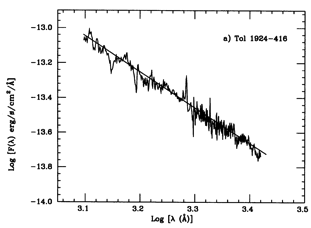 a) Tol 1924-416
-13.0
-13.2
-13.4
-13.6
-13.8
-14.0
Log [F(λ) erg/s/cm²/Å]
3.1 3.2 3.3 3.4 3.5
Log [λ (Å)]